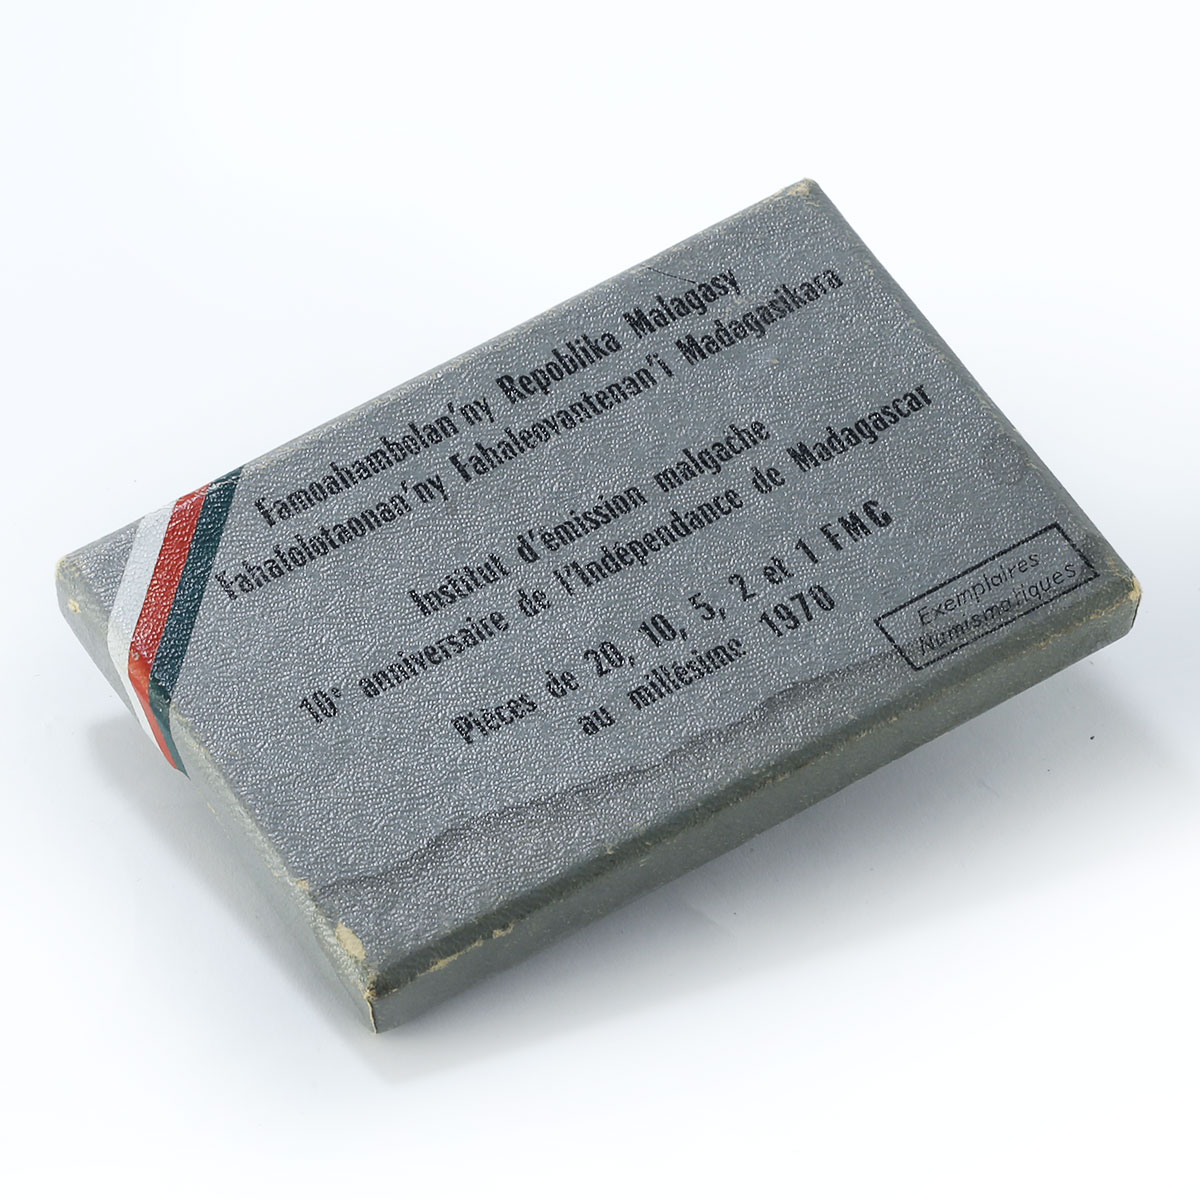 Famoahambolan'ny Repoblika Malagasy
Fahafolotaonan'ny Fahaleovantenan'i Madagasikara
Institut d'émission malgache
10e anniversaire de l'Indépendance de Madagascar
Pièces de 20, 10, 5, 2 et 1 FMG
au millésime 1970
Exemplaires
Numismatiques